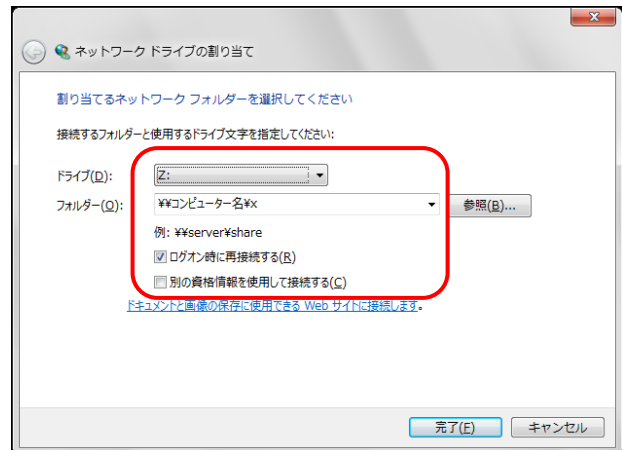 x
ネットワーク ドライブの割り当て
割り当てるネットワーク フォルダーを選択してください
接続するフォルダーと使用するドライブ文字を指定してください:
ドライブ(D): Z:
フォルダー(O): ¥¥コンピューター名¥x 参照(B)...
例: ¥¥server¥share
ログオン時に再接続する(R)
別の資格情報を使用して接続する(C)
ドキュメントと画像の保存に使用できる Web サイトに接続します。
完了(F) キャンセル